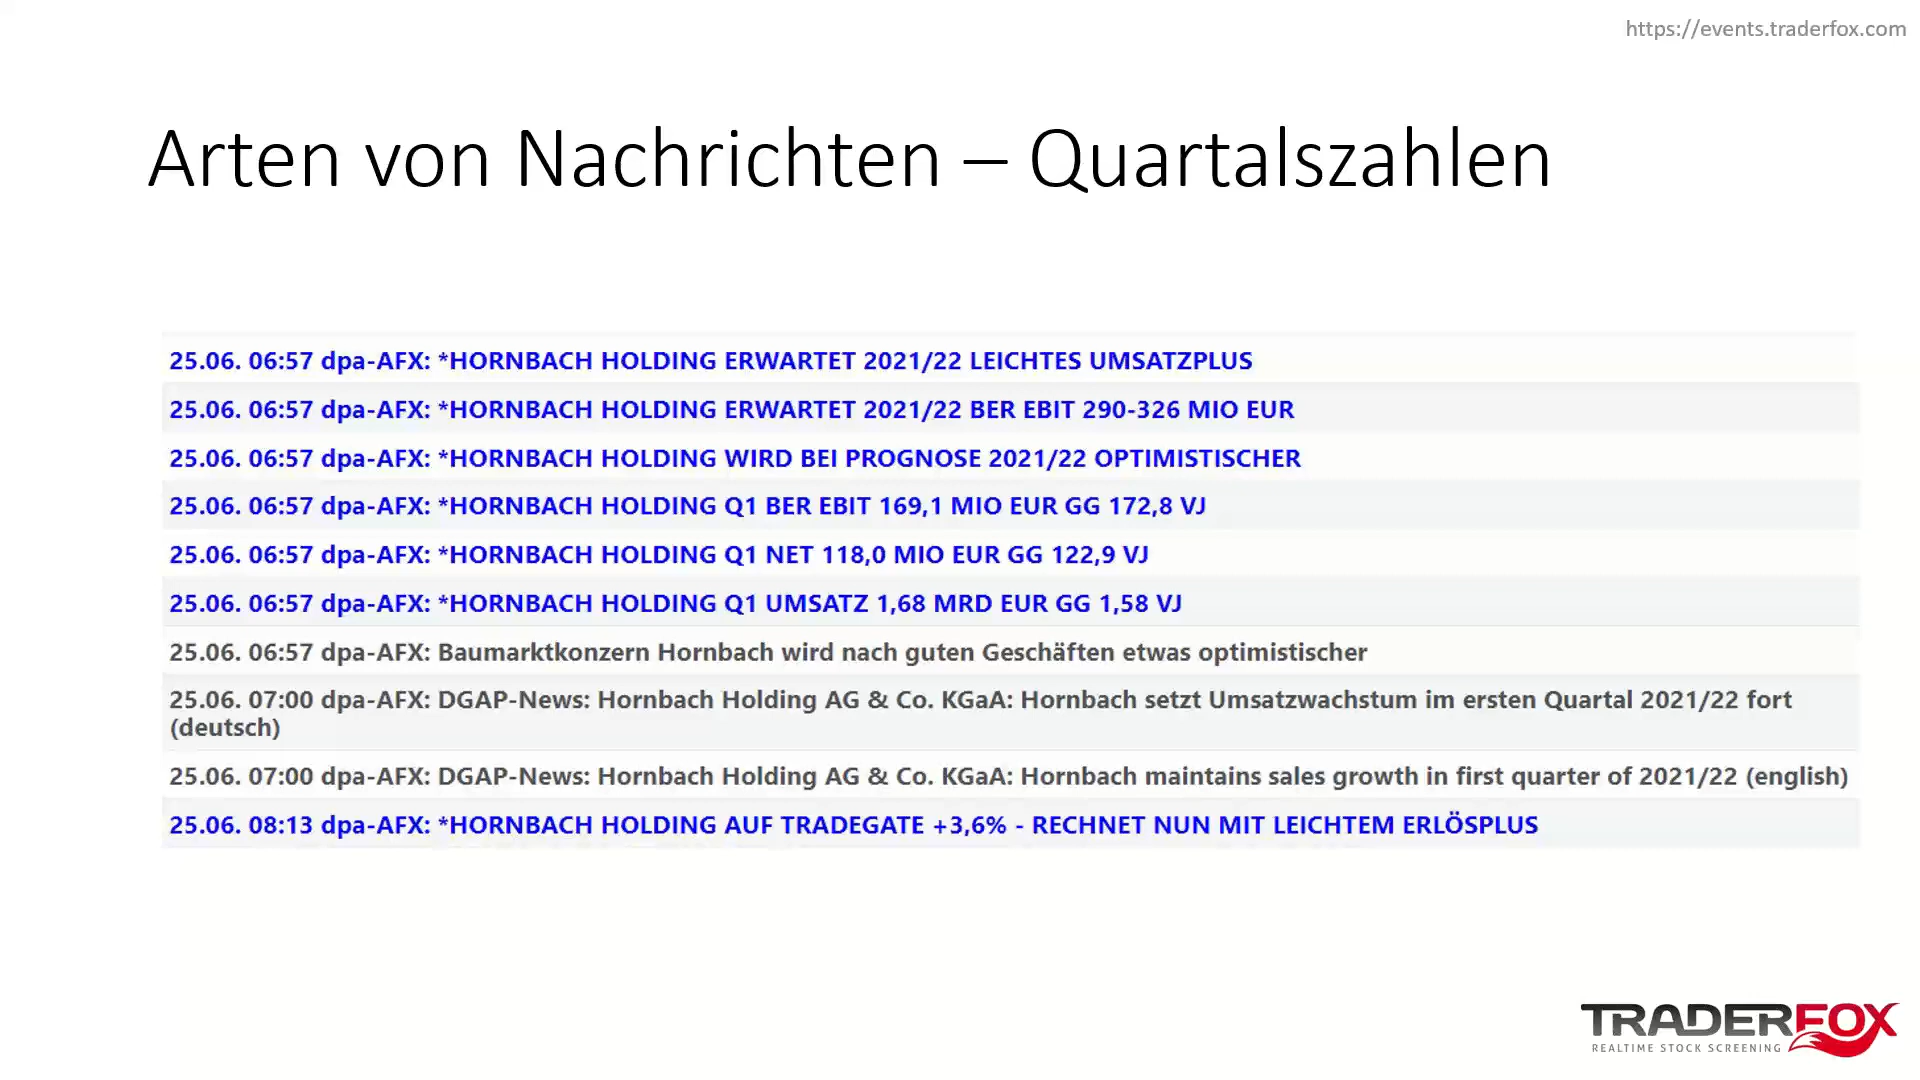 https://events.traderfox.com
Arten von Nachrichten – Quartalszahlen
25.06. 06:57 dpa-AFX: *HORNBACH HOLDING ERWARTET 2021/22 LEICHTES UMSATZPLUS
25.06. 06:57 dpa-AFX: *HORNBACH HOLDING ERWARTET 2021/22 BER EBIT 290-326 MIO EUR
25.06. 06:57 dpa-AFX: *HORNBACH HOLDING WIRD BEI PROGNOSE 2021/22 OPTIMISTISCHER
25.06. 06:57 dpa-AFX: *HORNBACH HOLDING Q1 BER EBIT 169,1 MIO EUR GG 172,8 VJ
25.06. 06:57 dpa-AFX: *HORNBACH HOLDING Q1 NET 118,0 MIO EUR GG 122,9 VJ
25.06. 06:57 dpa-AFX: *HORNBACH HOLDING Q1 UMSATZ 1,68 MRD EUR GG 1,58 VJ
25.06. 06:57 dpa-AFX: Baumarktkonzern Hornbach wird nach guten Geschäften etwas optimistischer
25.06. 07:00 dpa-AFX: DGAP-News: Hornbach Holding AG & Co. KGaA: Hornbach setzt Umsatzwachstum im ersten Quartal 2021/22 fort
(deutsch)
25.06. 07:00 dpa-AFX: DGAP-News: Hornbach Holding AG & Co. KGaA: Hornbach maintains sales growth in first quarter of 2021/22 (english)
25.06. 08:13 dpa-AFX: *HORNBACH HOLDING AUF TRADEGATE +3,6% - RECHNET NUN MIT LEICHTEM ERLÖSPLUS
TRADERFOX
REALTIME STOCK SCREENING